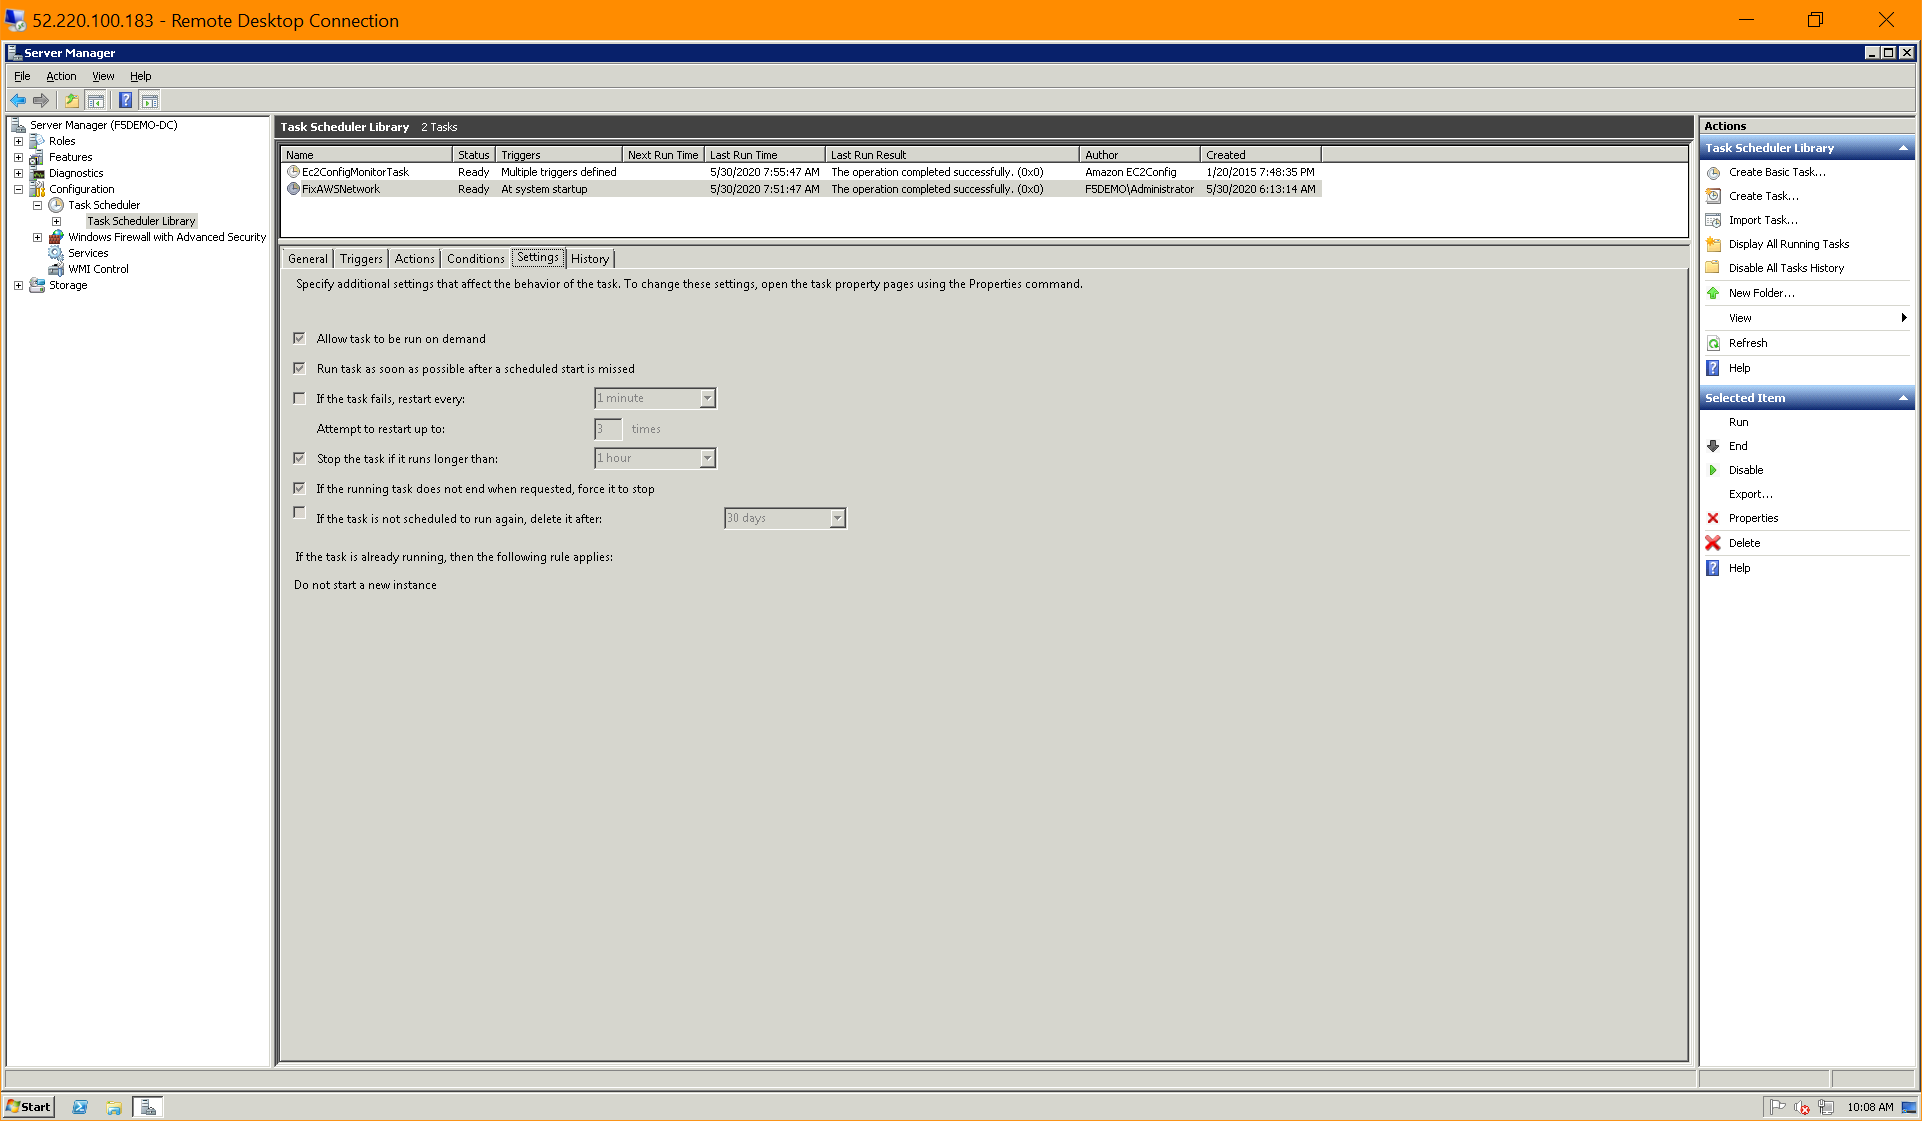 52.220.100.183 - Remote Desktop Connection
Server Manager
File Action View Help
Server Manager (F5DEMO-DC)
Roles
Features
Diagnostics
Configuration
Task Scheduler
Task Scheduler Library
Windows Firewall with Advanced Security
Services
WMI Control
Storage
Task Scheduler Library 2 Tasks
Name Status Triggers Next Run Time Last Run Time Last Run Result Author Created
Ec2ConfigMonitorTask Ready Multiple triggers defined 5/30/2020 7:55:47 AM The operation completed successfully. (0x0) Amazon EC2Config 1/20/2015 7:48:35 PM
FixAWSNetwork Ready At system startup 5/30/2020 7:51:47 AM The operation completed successfully. (0x0) F5DEMO\Administrator 5/30/2020 6:13:14 AM
General Triggers Actions Conditions Settings History
Specify additional settings that affect the behavior of the task. To change these settings, open the task property pages using the Properties command.
Allow task to be run on demand
Run task as soon as possible after a scheduled start is missed
If the task fails, restart every: 1 minute
Attempt to restart up to: 3 times
Stop the task if it runs longer than: 1 hour
If the running task does not end when requested, force it to stop
If the task is not scheduled to run again, delete it after: 30 days
If the task is already running, then the following rule applies:
Do not start a new instance
Actions
Task Scheduler Library
Create Basic Task...
Create Task...
Import Task...
Display All Running Tasks
Disable All Tasks History
New Folder...
View
Refresh
Help
Selected Item
Run
End
Disable
Export...
Properties
Delete
Help
Start
10:08 AM